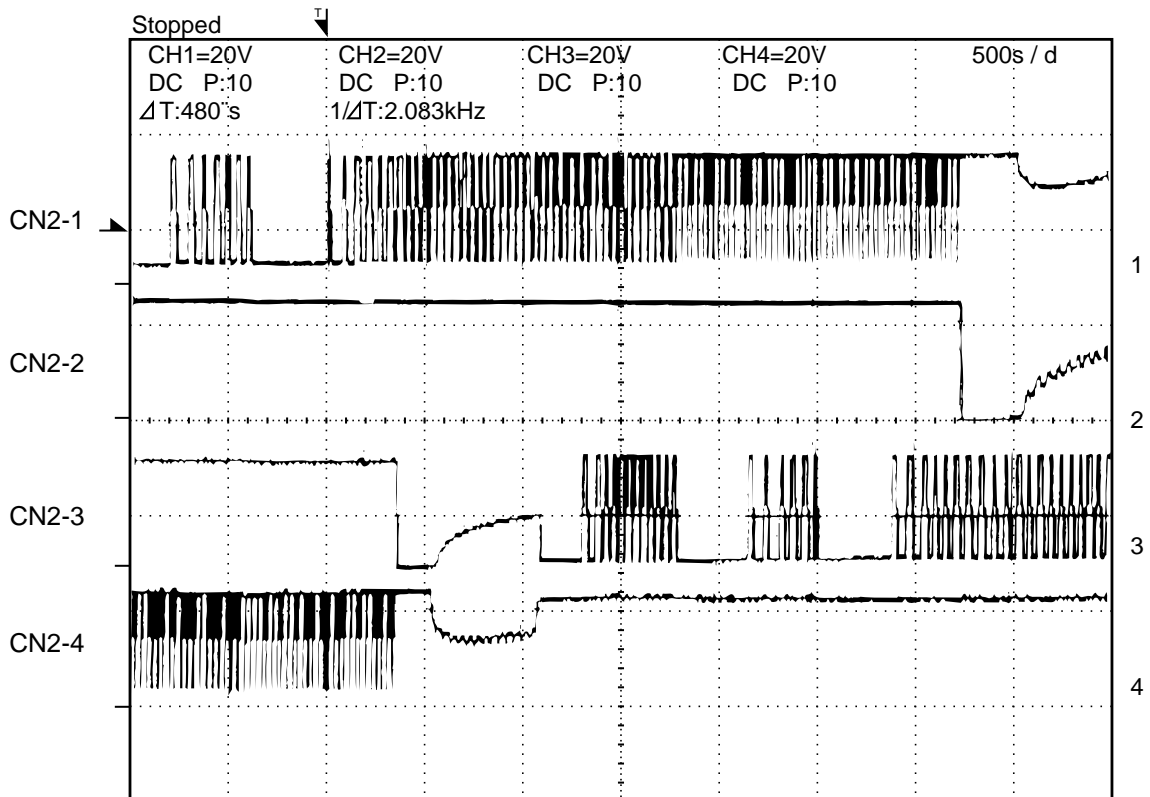 T
Stopped
CH1=20V CH2=20V CH3=20V CH4=20V 500s / d
DC P:10 DC P:10 DC P:10 DC P:10
⊿T:480¨s 1/⊿T:2.083kHz
CN2-1
1
CN2-2
2
CN2-3
3
CN2-4
4